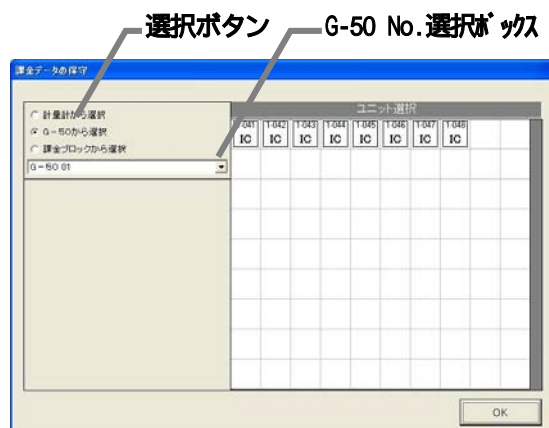 選択ボタン
G-50 No.選択ボックス
課金データの保守
計量計から選択
G-50から選択
課金ブロックから選択
G-50 01
ユニット選択
1-041 1-042 1-043 1-044 1-045 1-046 1-047 1-048
IC IC IC IC IC IC IC IC
OK